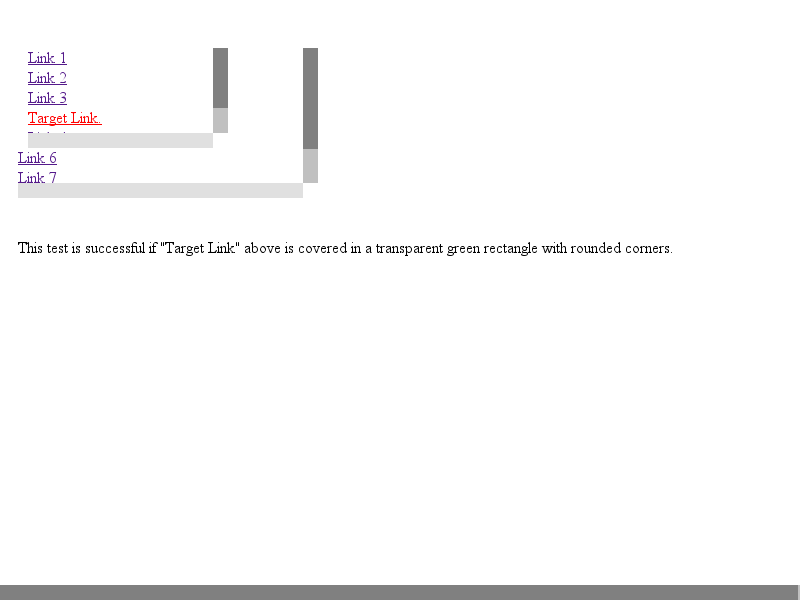 Link 1
Link 2
Link 3
Target Link.
Link 6
Link 7
This test is successful if "Target Link" above is covered in a transparent green rectangle with rounded corners.